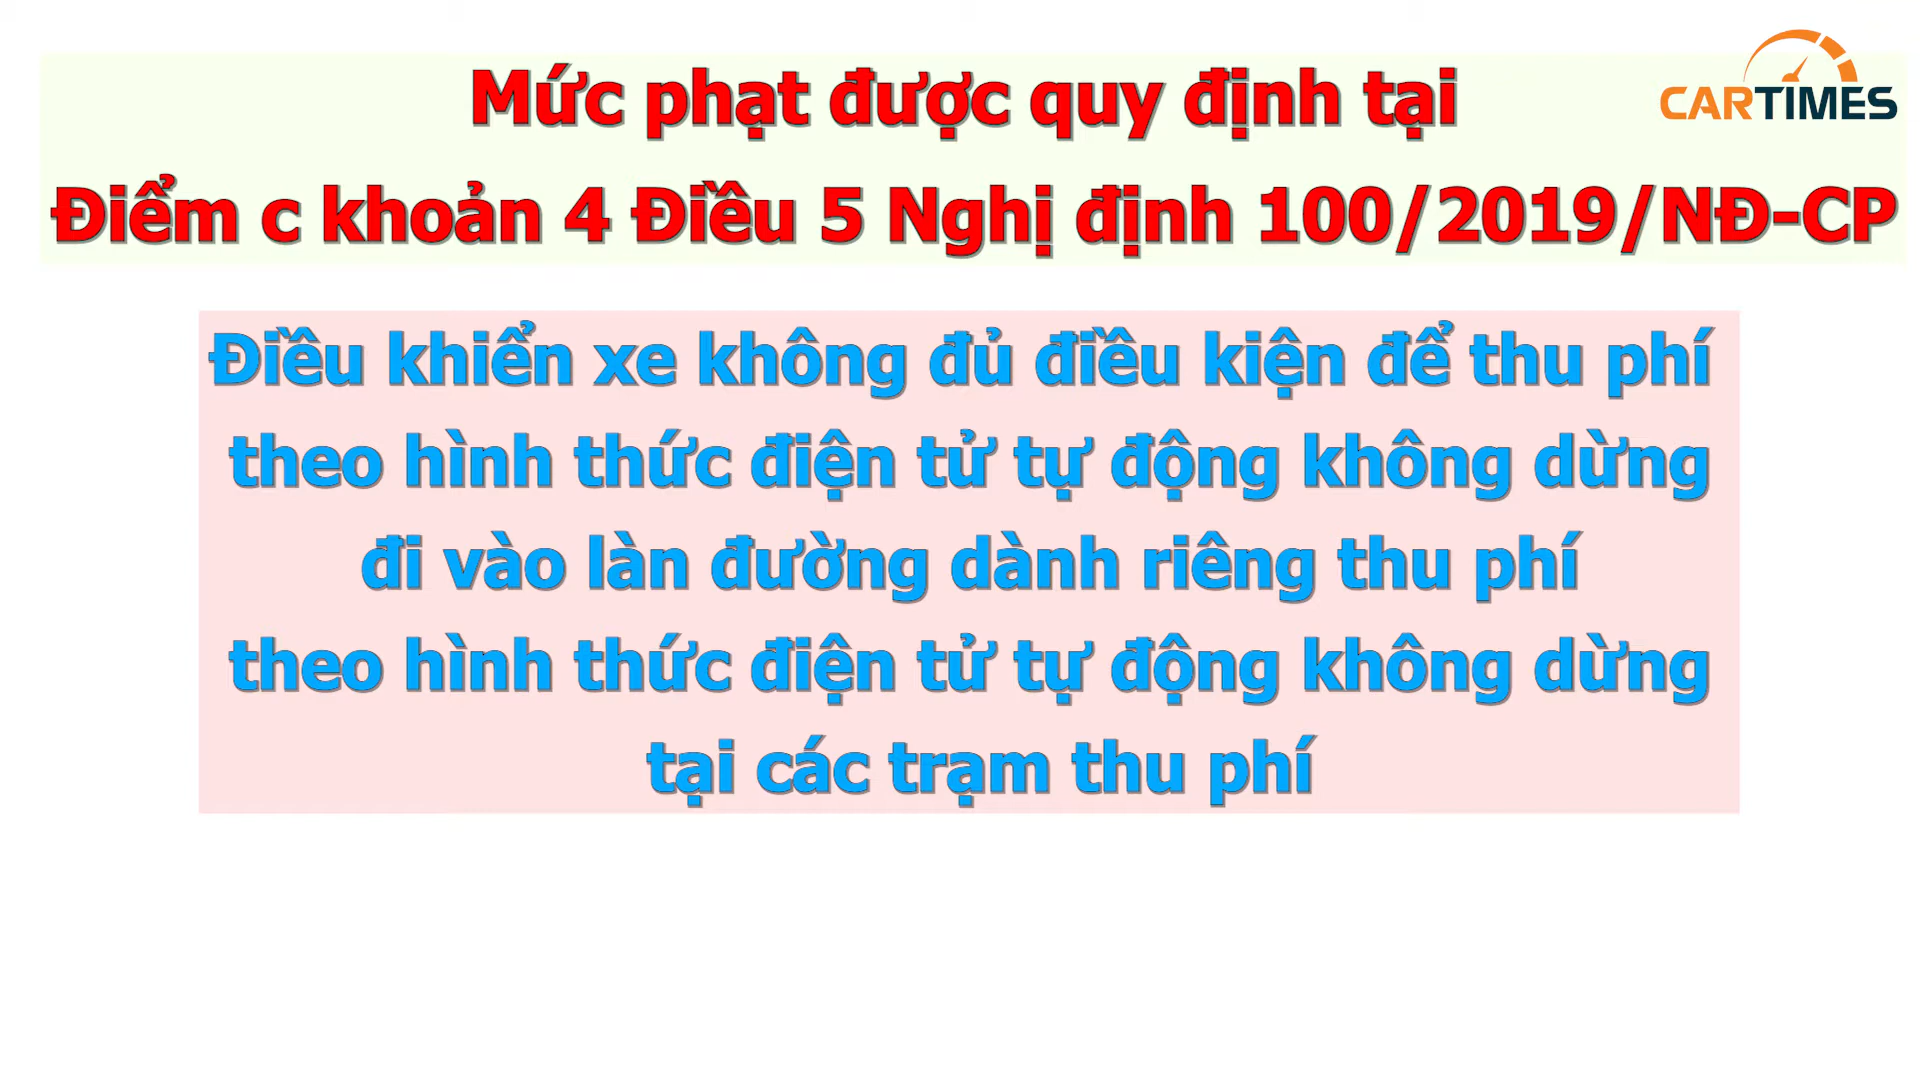 CARTIMES
Mức phạt được quy định tại
Điểm c khoản 4 Điều 5 Nghị định 100/2019/NĐ-CP
Điều khiển xe không đủ điều kiện để thu phí
theo hình thức điện tử tự động không dừng
đi vào làn đường dành riêng thu phí
theo hình thức điện tử tự động không dừng
tại các trạm thu phí